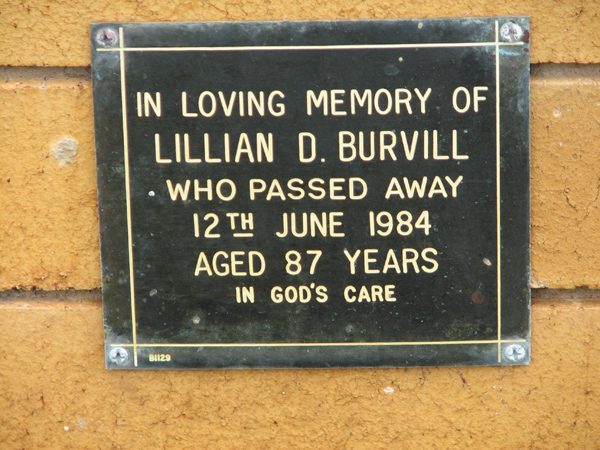 IN LOVING MEMORY OF
LILLIAN D. BURVILL
WHO PASSED AWAY
12TH JUNE 1984
AGED 87 YEARS
IN GOD'S CARE
B1129